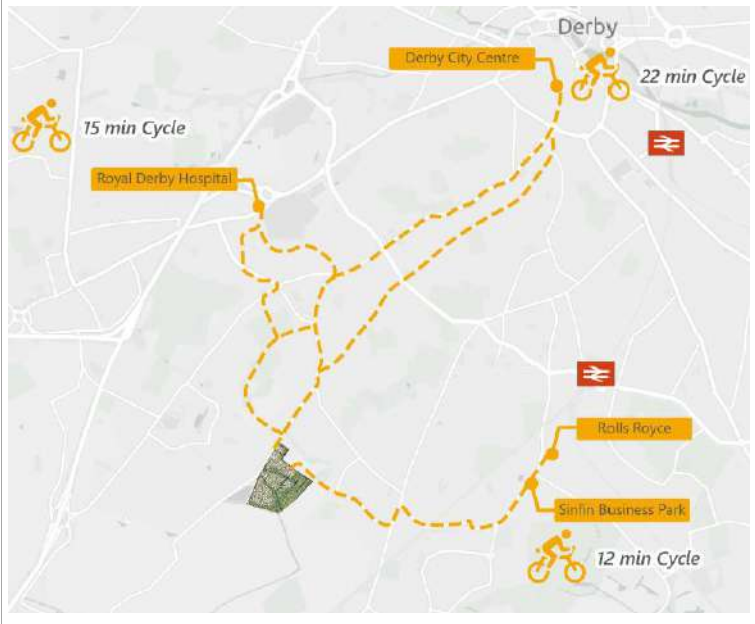 Derby
Derby City Centre
22 min Cycle
15 min Cycle
Royal Derby Hospital
Rolls Royce
Sinfin Business Park
12 min Cycle